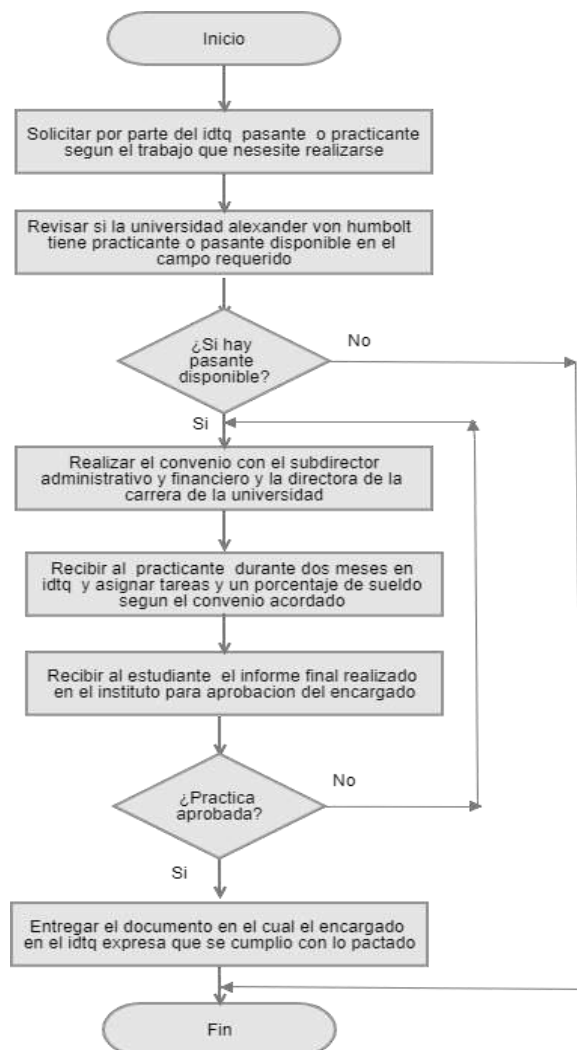 Inicio
Solicitar por parte del idtq pasante o practicante
segun el trabajo que nesesite realizarse
Revisar si la universidad alexander von humbolt
tiene practicante o pasante disponible en el
campo requerido
¿Si hay
pasante
disponible?
No
Si
Realizar el convenio con el subdirector
administrativo y financiero y la directora de la
carrera de la universidad
Recibir al practicante durante dos meses en
idtq y asignar tareas y un porcentaje de sueldo
segun el convenio acordado
Recibir al estudiante el informe final realizado
en el instituto para aprobacion del encargado
¿Practica
aprobada?
No
Si
Entregar el documento en el cual el encargado
en el idtq expresa que se cumplio con lo pactado
Fin